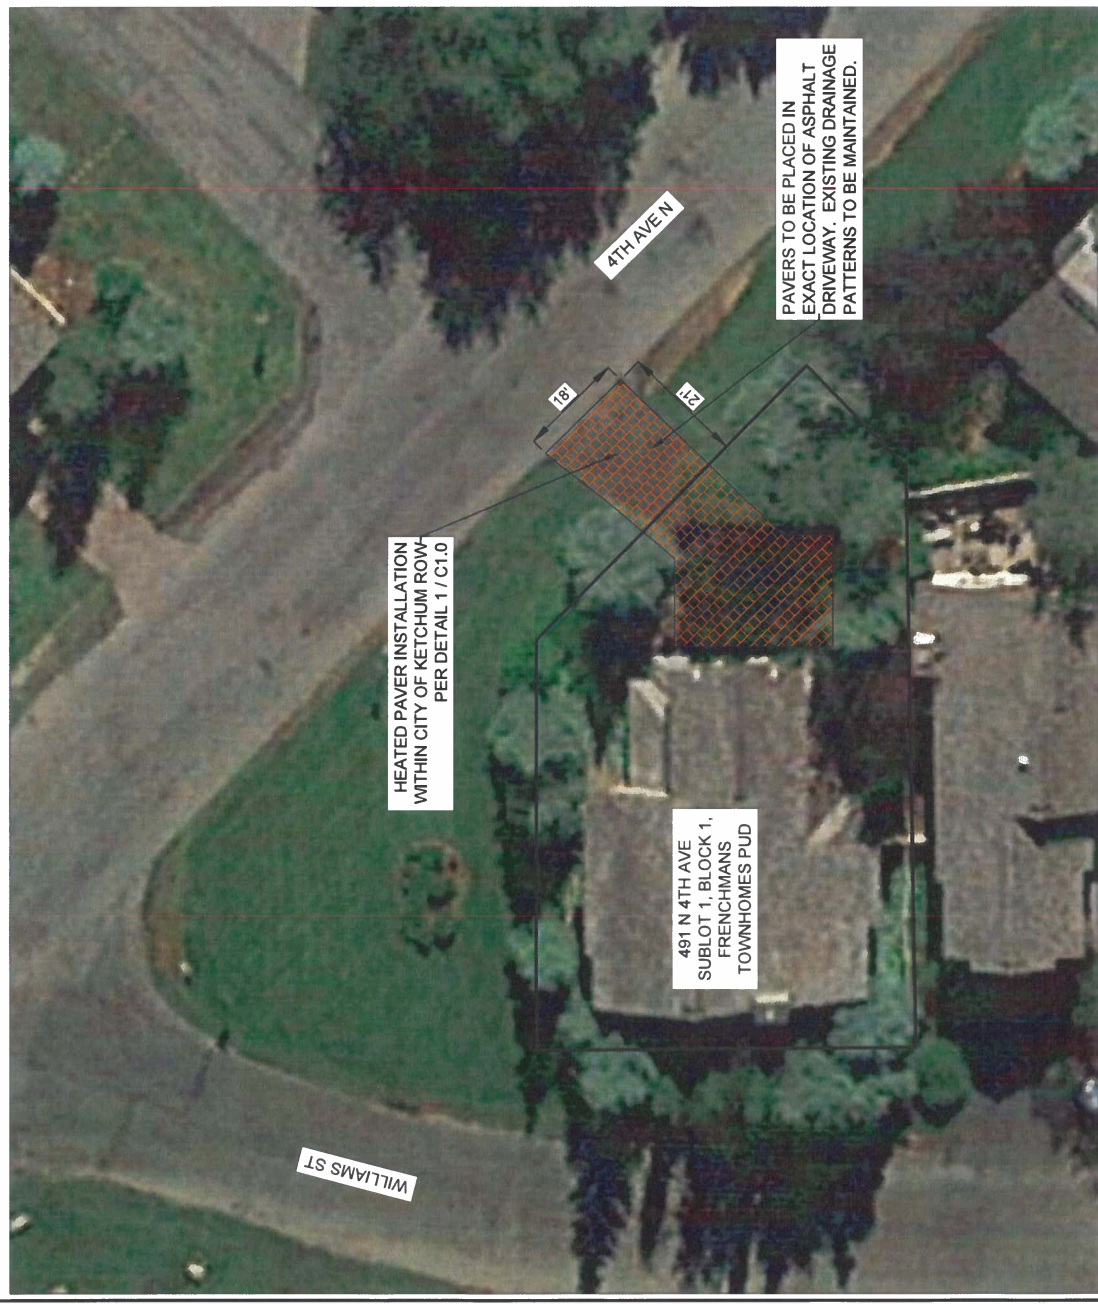 HEATED PAVER INSTALLATION
WITHIN CITY OF KETCHUM ROW
PER DETAIL 1 / C1.0
18'
21'
4TH AVE N
PAVERS TO BE PLACED IN
EXACT LOCATION OF ASPHALT
DRIVEWAY. EXISTING DRAINAGE
PATTERNS TO BE MAINTAINED.
491 N 4TH AVE
SUBLOT 1, BLOCK 1,
FRENCHMANS
TOWNHOMES PUD
WILLIAMS ST